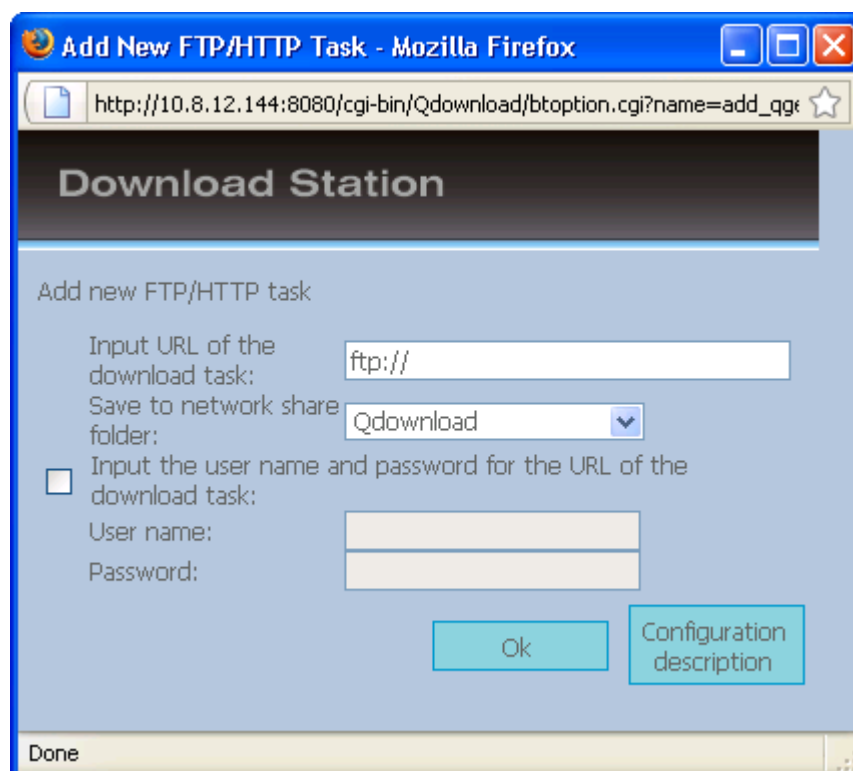 Add New FTP/HTTP Task - Mozilla Firefox
http://10.8.12.144:8080/cgi-bin/Qdownload/btoption.cgi?name=add_qge
Download Station
Add new FTP/HTTP task
Input URL of the
download task:
ftp://
Save to network share
folder:
Qdownload
Input the user name and password for the URL of the
download task:
User name:
Password:
Ok
Configuration
description
Done